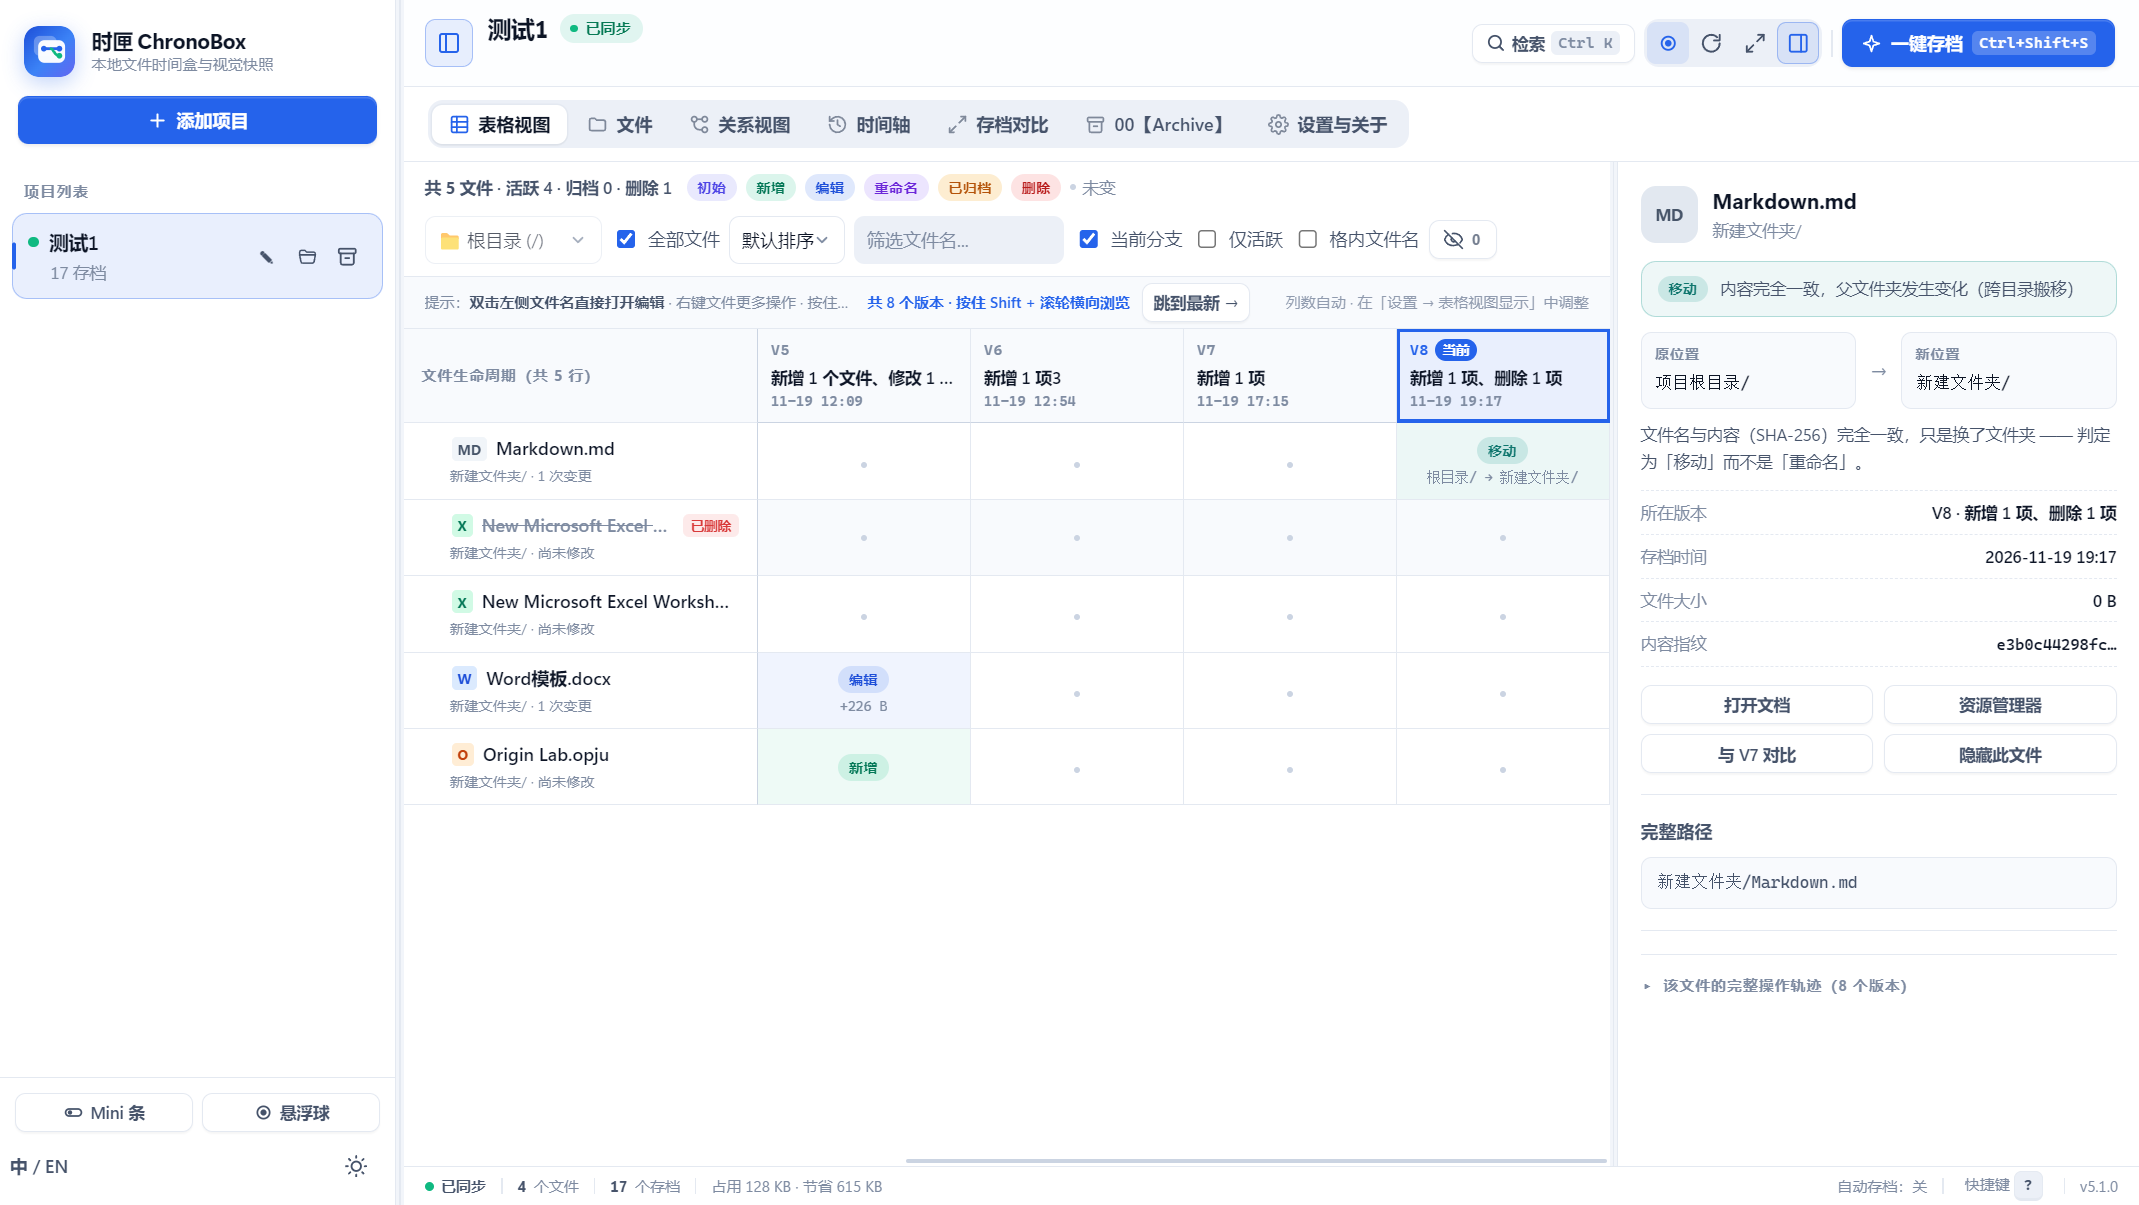 时匣 ChronoBox
本地文件时间盒与视觉快照
添加项目
项目列表
测试1
17 存档
Mini 条
悬浮球
中 / EN
测试1
已同步
检索 Ctrl K
一键存档 Ctrl+Shift+S
表格视图
文件
关系视图
时间轴
存档对比
00【Archive】
设置与关于
共 5 文件 · 活跃 4 · 归档 0 · 删除 1
初始
新增
编辑
重命名
已归档
删除
未变
根目录 (/)
全部文件
默认排序
筛选文件名...
当前分支
仅活跃
格内文件名
0
提示：双击左侧文件名直接打开编辑 · 右键文件更多操作 · 按住...
共 8 个版本 · 按住 Shift + 滚轮横向浏览
跳到最新 →
列数自动 · 在「设置 → 表格视图显示」中调整
文件生命周期（共 5 行）
V5
新增 1 个文件、修改 1 ...
11-19 12:09
V6
新增 1 项3
11-19 12:54
V7
新增 1 项
11-19 17:15
V8 当前
新增 1 项、删除 1 项
11-19 19:17
MD Markdown.md
新建文件夹/ · 1 次变更
移动
根目录/ → 新建文件夹/
X New Microsoft Excel ... 已删除
新建文件夹/ · 尚未修改
X New Microsoft Excel Worksh...
新建文件夹/ · 尚未修改
W Word模板.docx
新建文件夹/ · 1 次变更
编辑
+226 B
O Origin Lab.opju
新建文件夹/ · 尚未修改
新增
MD
Markdown.md
新建文件夹/
移动 内容完全一致，父文件夹发生变化（跨目录搬移）
原位置
项目根目录/
→
新位置
新建文件夹/
文件名与内容（SHA-256）完全一致，只是换了文件夹 —— 判定
为「移动」而不是「重命名」。
所在版本 V8 · 新增 1 项、删除 1 项
存档时间 2026-11-19 19:17
文件大小 0 B
内容指纹 e3b0c44298fc…
打开文档
资源管理器
与 V7 对比
隐藏此文件
完整路径
新建文件夹/Markdown.md
该文件的完整操作轨迹（8 个版本）
已同步
4 个文件
17 个存档
占用 128 KB · 节省 615 KB
自动存档：关
快捷键 ?
v5.1.0